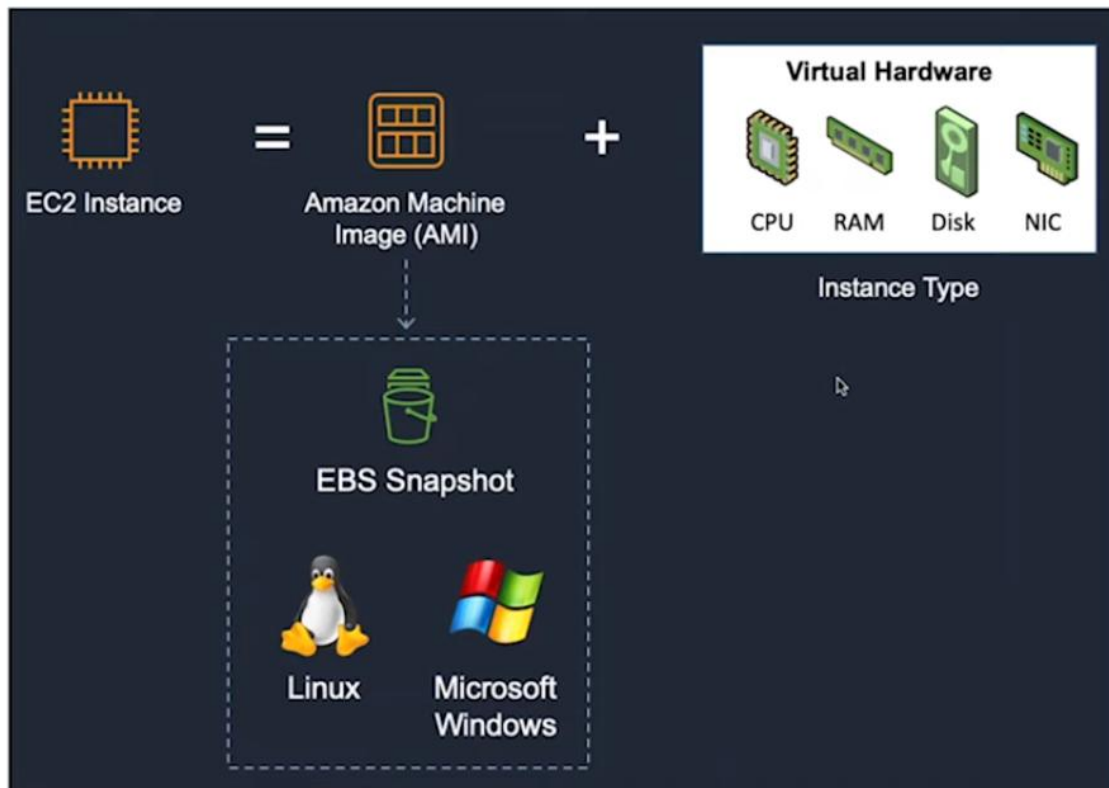 Virtual Hardware
EC2 Instance
=
Amazon Machine
Image (AMI)
+
CPU
RAM
Disk
NIC
Instance Type
EBS Snapshot
Linux
Microsoft
Windows